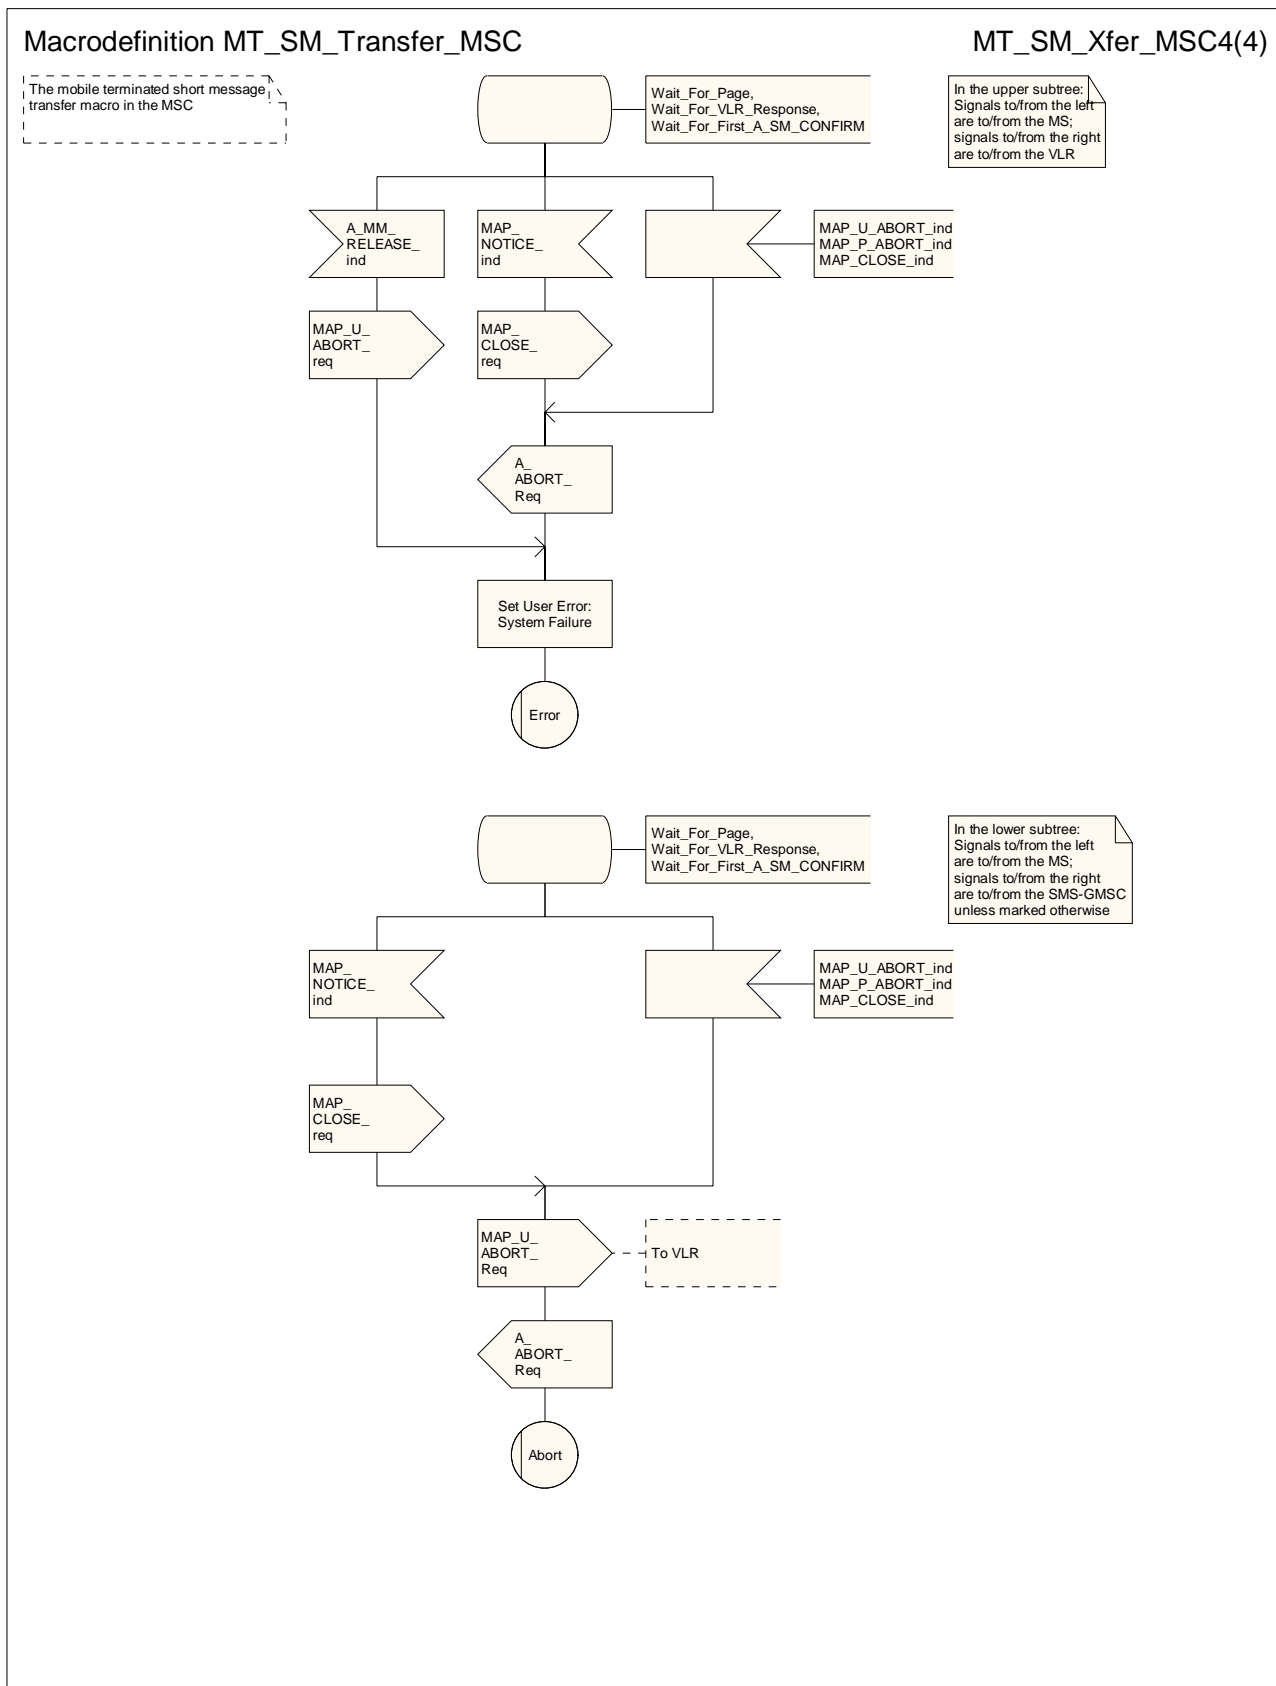 Macrodefinition MT_SM_Transfer_MSC
MT_SM_Xfer_MSC4(4)
The mobile terminated short message
transfer macro in the MSC
Wait_For_Page,
Wait_For_VLR_Response,
Wait_For_First_A_SM_CONFIRM
In the upper subtree:
Signals to/from the left
are to/from the MS;
signals to/from the right
are to/from the VLR
A_MM_
RELEASE_
ind
MAP_
NOTICE_
ind
MAP_U_ABORT_ind
MAP_P_ABORT_ind
MAP_CLOSE_ind
MAP_U_
ABORT_
req
MAP_
CLOSE_
req
A_
ABORT_
Req
Set User Error:
System Failure
Error
Wait_For_Page,
Wait_For_VLR_Response,
Wait_For_First_A_SM_CONFIRM
In the lower subtree:
Signals to/from the left
are to/from the MS;
signals to/from the right
are to/from the SMS-GMSC
unless marked otherwise
MAP_
NOTICE_
ind
MAP_U_ABORT_ind
MAP_P_ABORT_ind
MAP_CLOSE_ind
MAP_
CLOSE_
req
MAP_U_
ABORT_
Req
To VLR
A_
ABORT_
Req
Abort